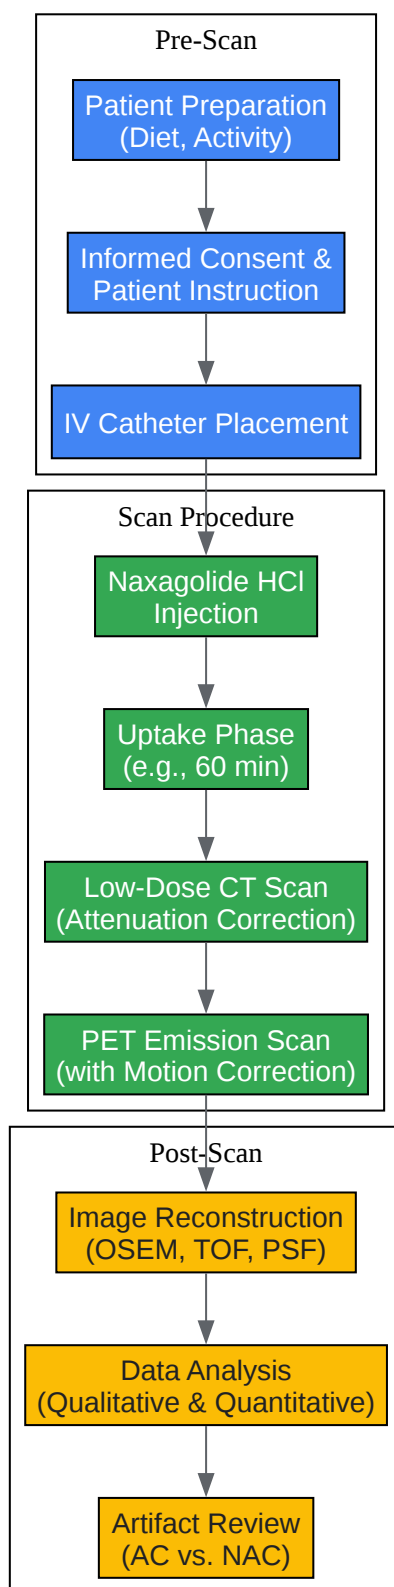 Pre-Scan
Patient Preparation
(Diet, Activity)
Informed Consent &
Patient Instruction
IV Catheter Placement
Scan Procedure
Naxagolide HCl
Injection
Uptake Phase
(e.g., 60 min)
Low-Dose CT Scan
(Attenuation Correction)
PET Emission Scan
(with Motion Correction)
Post-Scan
Image Reconstruction
(OSEM, TOF, PSF)
Data Analysis
(Qualitative & Quantitative)
Artifact Review
(AC vs. NAC)